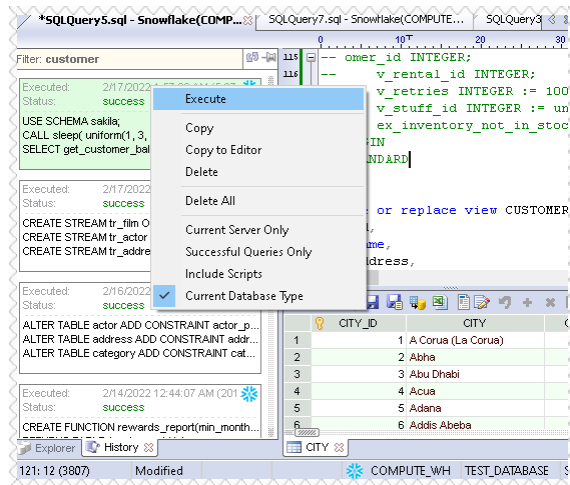 *SQLQuery5.sql - Snowflake(COMP...
SQLQuery7.sql - Snowflake(COMPUTE...
SQLQuery3
Filter: customer
0 10 20 30
Executed: 2/17/2022
Status: success
USE SCHEMA sakila;
CALL sleep( uniform(1, 3,
SELECT get_customer_bal
Executed: 2/17/2022
Status: success
CREATE STREAM tr_film O
CREATE STREAM tr_actor
CREATE STREAM tr_addre
Executed: 2/16/2022
Status: success
ALTER TABLE actor ADD CONSTRAINT actor_p...
ALTER TABLE address ADD CONSTRAINT addr...
ALTER TABLE category ADD CONSTRAINT cat...
Executed: 2/14/2022 12:44:07 AM (201
Status: success
CREATE FUNCTION rewards_report(min_month...
Execute
Copy
Copy to Editor
Delete
Delete All
Current Server Only
Successful Queries Only
Include Scripts
Current Database Type
115 -- omer_id INTEGER;
116 -- v_rental_id INTEGER;
v_retries INTEGER := 100
v_stuff_id INTEGER := un
ex_inventory_not_in_stoc
IN
NDARD
or replace view CUSTOMER
ame,
dress,
CITY_ID CITY
1 1 A Corua (La Corua)
2 2 Abha
3 3 Abu Dhabi
4 4 Acua
5 5 Adana
6 6 Addis Abeba
Explorer
History
CITY
121: 12 (3807) Modified COMPUTE_WH TEST_DATABASE